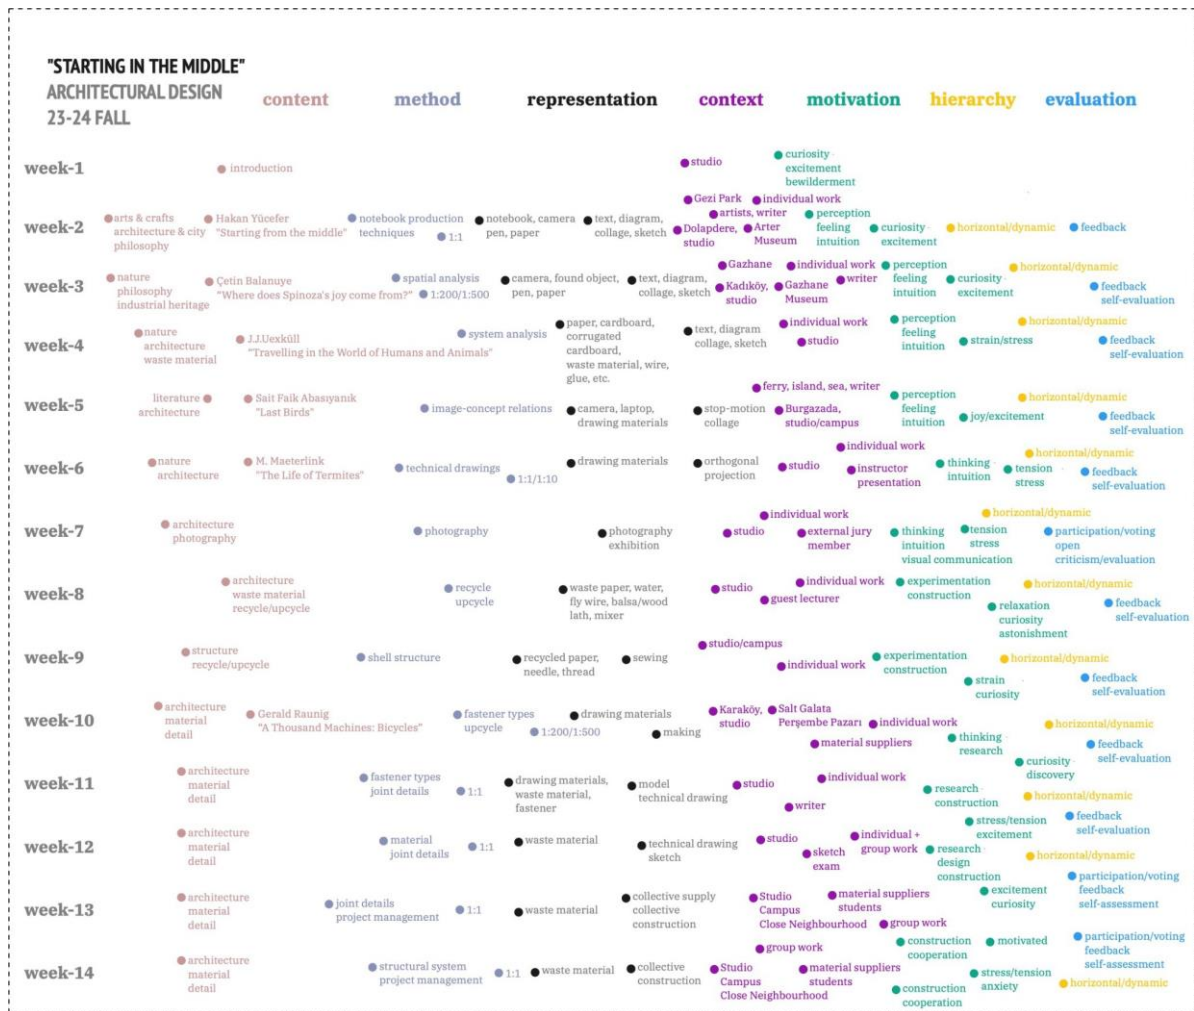 "STARTING IN THE MIDDLE"
ARCHITECTURAL DESIGN
23-24 FALL
content
method
representation
context
motivation
hierarchy
evaluation
week-1
introduction
studio
curiosity
excitement
bewilderment
week-2
arts & crafts
architecture & city
philosophy
Hakan Yücefer
"Starting from the middle"
notebook production
techniques
1:1
notebook, camera
pen, paper
text, diagram,
collage, sketch
Gezi Park
individual work
artists, writer
Dolapdere,
studio
Arter
Museum
perception
feeling
intuition
curiosity
excitement
horizontal/dynamic
feedback
week-3
nature
philosophy
industrial heritage
Çetin Balanuye
"Where does Spinoza's joy come from?"
spatial analysis
1:200/1:500
camera, found object,
pen, paper
text, diagram,
collage, sketch
Gazhane
individual work
Kadıköy,
studio
writer
Gazhane
Museum
perception
feeling
intuition
curiosity
excitement
horizontal/dynamic
feedback
self-evaluation
week-4
nature
architecture
waste material
J.J.Uexküll
"Travelling in the World of Humans and Animals"
system analysis
paper, cardboard,
corrugated
cardboard,
waste material, wire,
glue, etc.
text, diagram
collage, sketch
individual work
studio
perception
feeling
intuition
strain/stress
horizontal/dynamic
feedback
self-evaluation
week-5
literature
architecture
Sait Faik Abasıyanık
"Last Birds"
image-concept relations
camera, laptop,
drawing materials
stop-motion
collage
ferry, island, sea, writer
Burgazada,
studio/campus
perception
feeling
intuition
joy/excitement
horizontal/dynamic
feedback
self-evaluation
week-6
nature
architecture
M. Maeterlink
"The Life of Termites"
technical drawings
1:1/1:10
drawing materials
orthogonal
projection
individual work
studio
instructor
presentation
thinking
intuition
tension
stress
horizontal/dynamic
feedback
self-evaluation
week-7
architecture
photography
photography
photography
exhibition
individual work
studio
external jury
member
thinking
intuition
visual communication
tension
stress
horizontal/dynamic
participation/voting
open
criticism/evaluation
week-8
architecture
waste material
recycle/upcycle
recycle
upcycle
waste paper, water,
fly wire, balsa/wood
lath, mixer
studio
individual work
guest lecturer
experimentation
construction
relaxation
curiosity
astonishment
horizontal/dynamic
feedback
self-evaluation
week-9
structure
recycle/upcycle
shell structure
recycled paper,
needle, thread
sewing
studio/campus
individual work
experimentation
construction
strain
curiosity
horizontal/dynamic
feedback
self-evaluation
week-10
architecture
material
detail
Gerald Raunig
"A Thousand Machines: Bicycles"
fastener types
upcycle
1:200/1:500
drawing materials
making
Karaköy,
studio
Salt Galata
Perşembe Pazarı
individual work
material suppliers
thinking
research
curiosity
discovery
horizontal/dynamic
feedback
self-evaluation
week-11
architecture
material
detail
fastener types
joint details
1:1
drawing materials,
waste material,
fastener
model
technical drawing
studio
individual work
writer
research
construction
stress/tension
excitement
horizontal/dynamic
feedback
self-evaluation
week-12
architecture
material
detail
material
joint details
1:1
waste material
technical drawing
sketch
studio
individual +
group work
sketch
exam
research
design
construction
excitement
curiosity
horizontal/dynamic
participation/voting
feedback
self-assessment
week-13
architecture
material
detail
joint details
project management
1:1
waste material
collective supply
collective
construction
Studio
Campus
Close Neighbourhood
material suppliers
students
group work
construction
cooperation
motivated
participation/voting
feedback
self-assessment
week-14
architecture
material
detail
structural system
project management
1:1
waste material
collective
construction
group work
Studio
Campus
Close Neighbourhood
material suppliers
students
construction
cooperation
stress/tension
anxiety
horizontal/dynamic